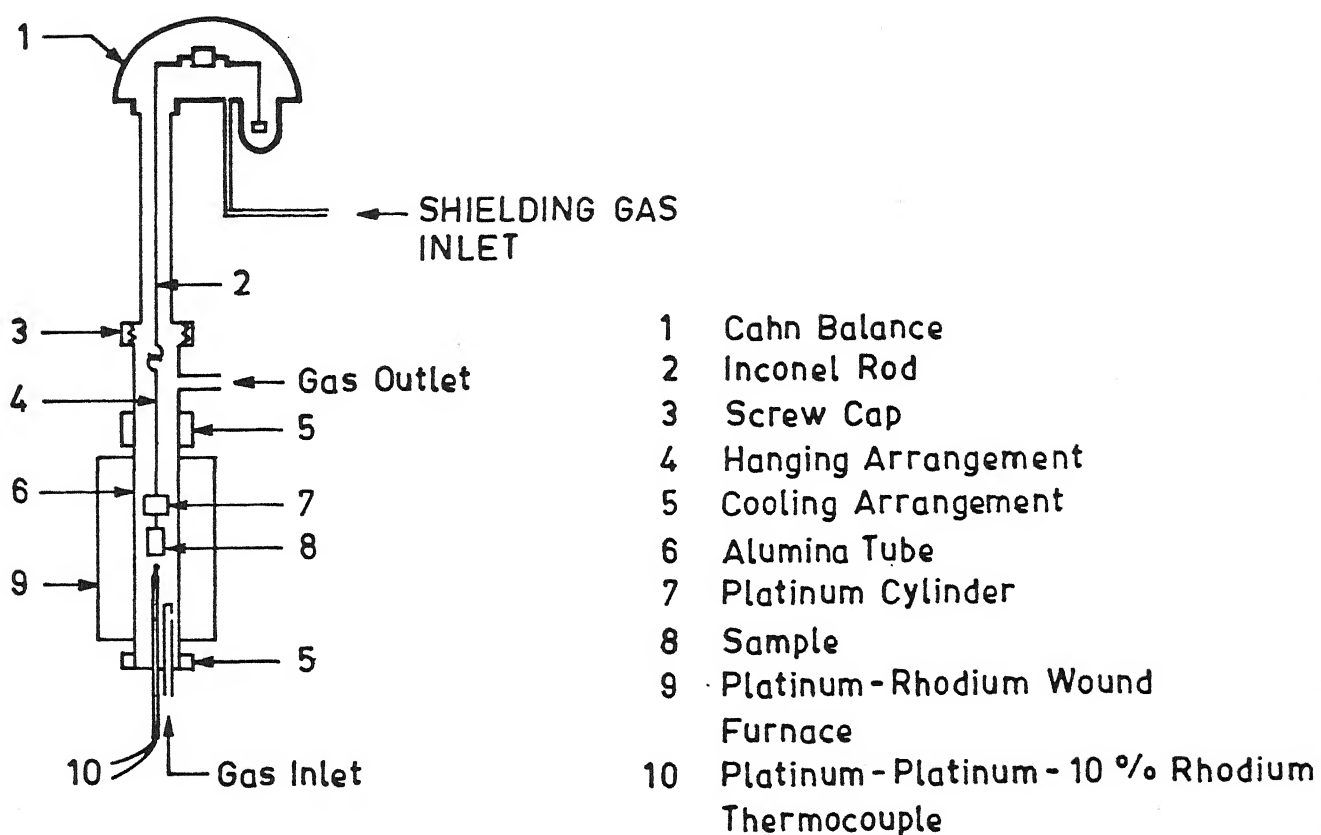 1
SHIELDING GAS
INLET
2
3
Gas Outlet
4
5
6
7
8
9
5
10
Gas Inlet
1 Cahn Balance
2 Inconel Rod
3 Screw Cap
4 Hanging Arrangement
5 Cooling Arrangement
6 Alumina Tube
7 Platinum Cylinder
8 Sample
9 Platinum-Rhodium Wound
Furnace
10 Platinum-Platinum-10 % Rhodium
Thermocouple